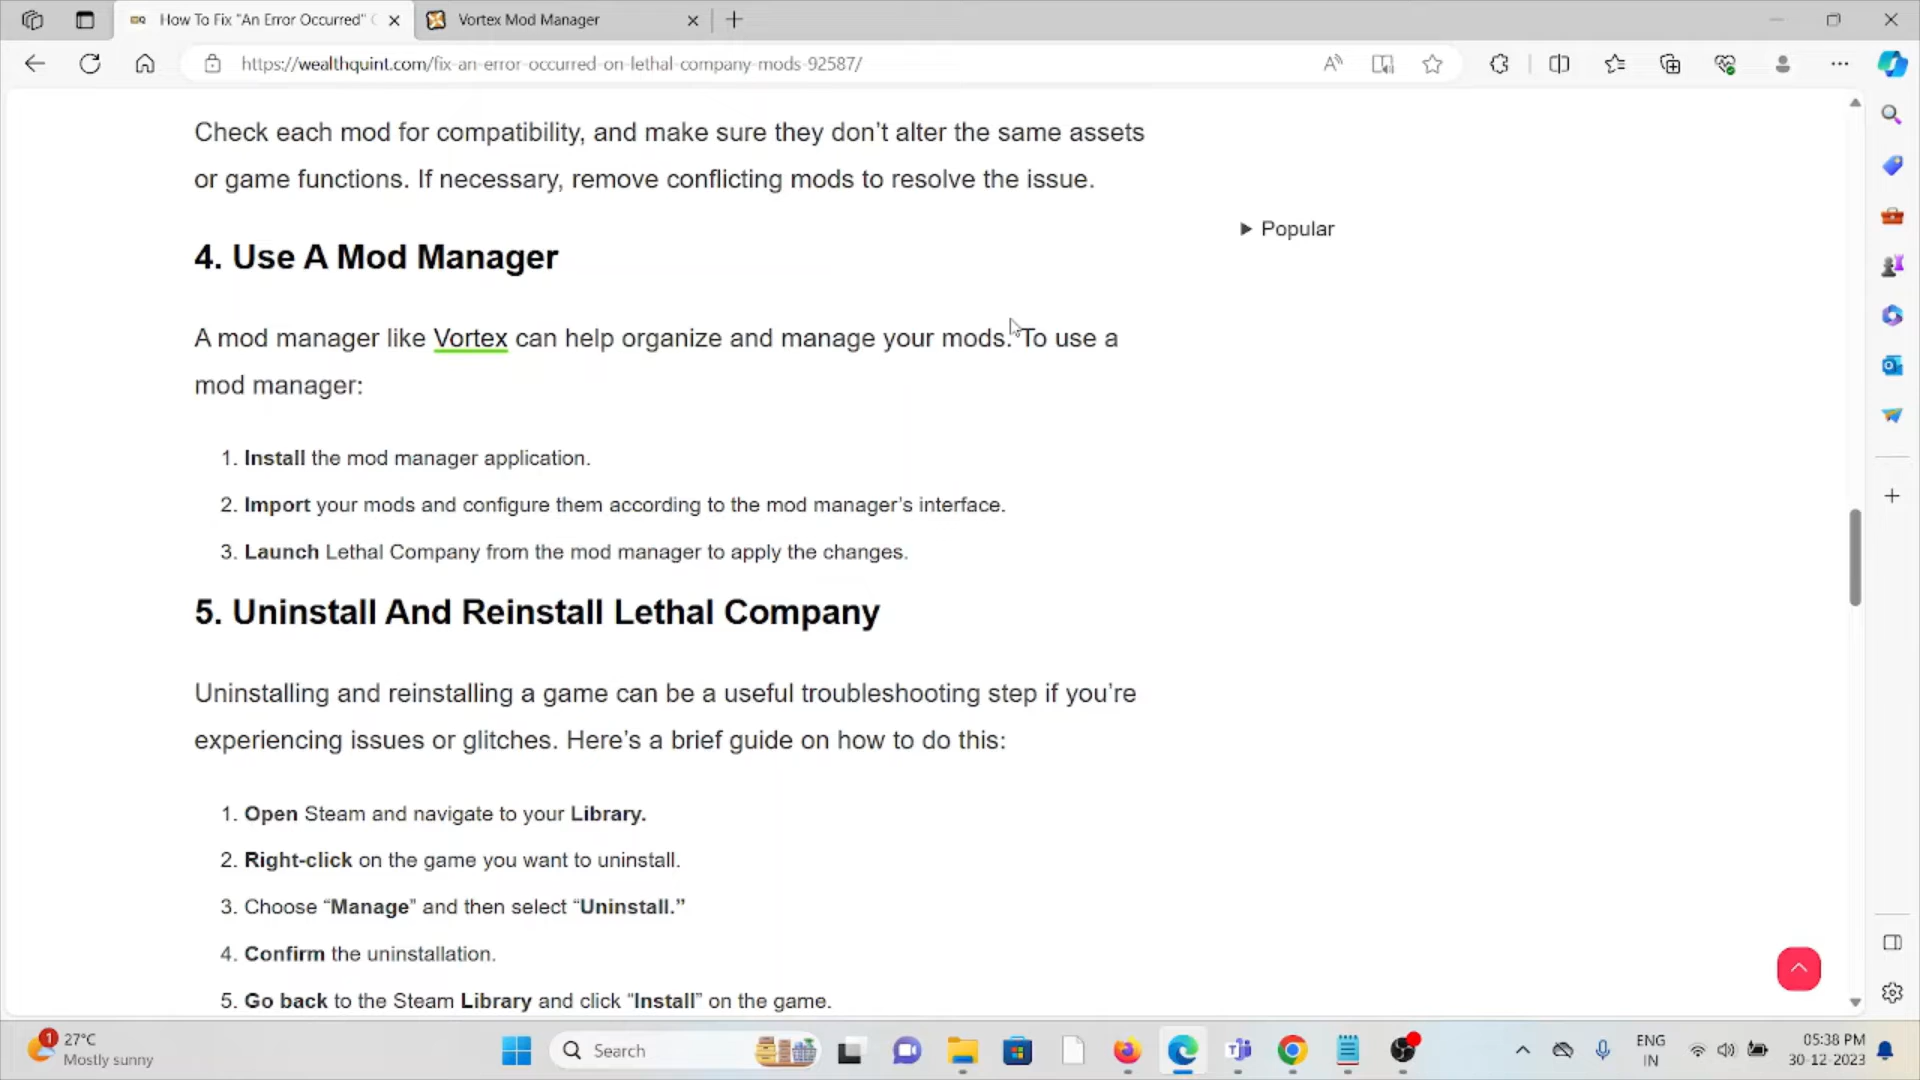 How To Fix "An Error Occurred"
Vortex Mod Manager
https://wealthquint.com/fix-an-error-occurred-on-lethal-company-mods-92587/
Check each mod for compatibility, and make sure they don’t alter the same assets
or game functions. If necessary, remove conflicting mods to resolve the issue.
Popular
4. Use A Mod Manager
A mod manager like Vortex can help organize and manage your mods. To use a
mod manager:
1. Install the mod manager application.
2. Import your mods and configure them according to the mod manager’s interface.
3. Launch Lethal Company from the mod manager to apply the changes.
5. Uninstall And Reinstall Lethal Company
Uninstalling and reinstalling a game can be a useful troubleshooting step if you’re
experiencing issues or glitches. Here’s a brief guide on how to do this:
1. Open Steam and navigate to your Library.
2. Right-click on the game you want to uninstall.
3. Choose “Manage” and then select “Uninstall.”
4. Confirm the uninstallation.
5. Go back to the Steam Library and click “Install” on the game.
1
27°C
Mostly sunny
Search
ENG
IN
05:38 PM
30-12-2023